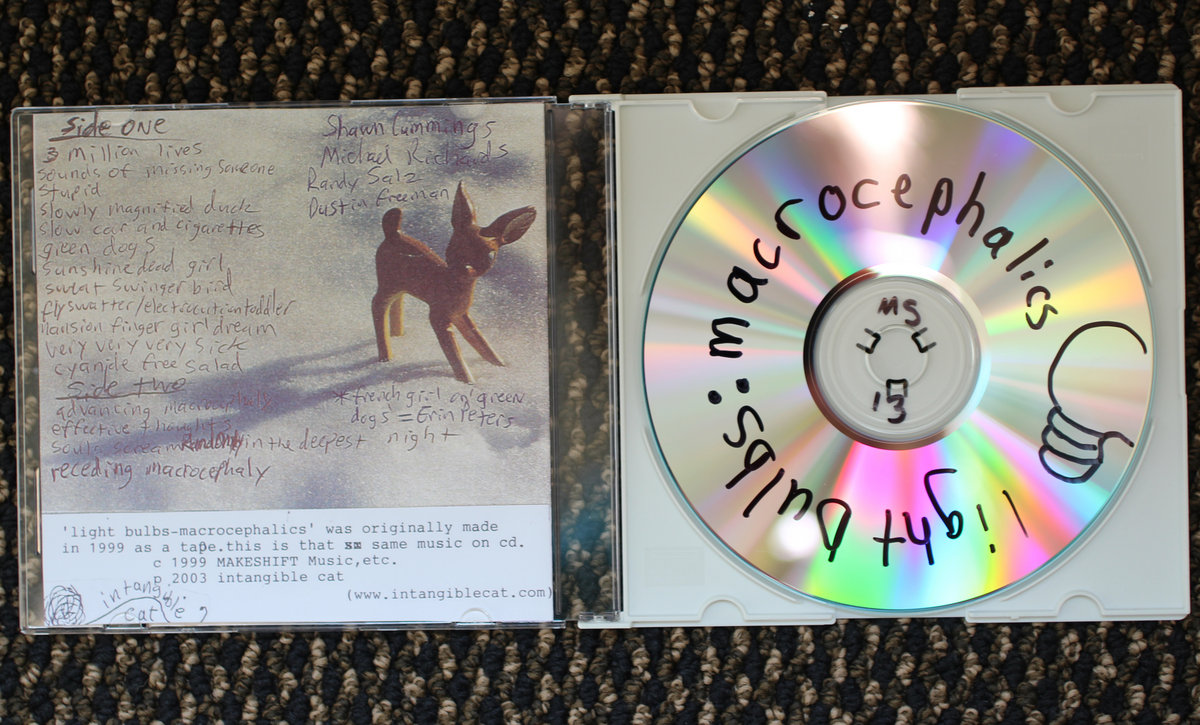 Side One
3 million lives
sounds of missing someone
stupid
slowly magnified duck
slow car and cigarettes
green dogs
sunshine dead girl
sweat swinger bird
flyswatter/electrocution toddler
mansion finger girl dream
very very very sick
cyanide free salad
Side two
advancing macrocephalics
effective thoughts
souls scream Randomly in the deepest night
receding macrocephaly
Shawn Cummings
Michael Richards
Randy Salz
Dustin Freeman
*french girl on green
dogs = Erin Peters
'light bulbs-macrocephalics' was originally made
in 1999 as a tape.this is that same music on cd.
c 1999 MAKESHIFT Music,etc.
p 2003 intangible cat
(www.intangiblecat.com)
intangible
cat
light bulbs: macrocephalics
MS
13